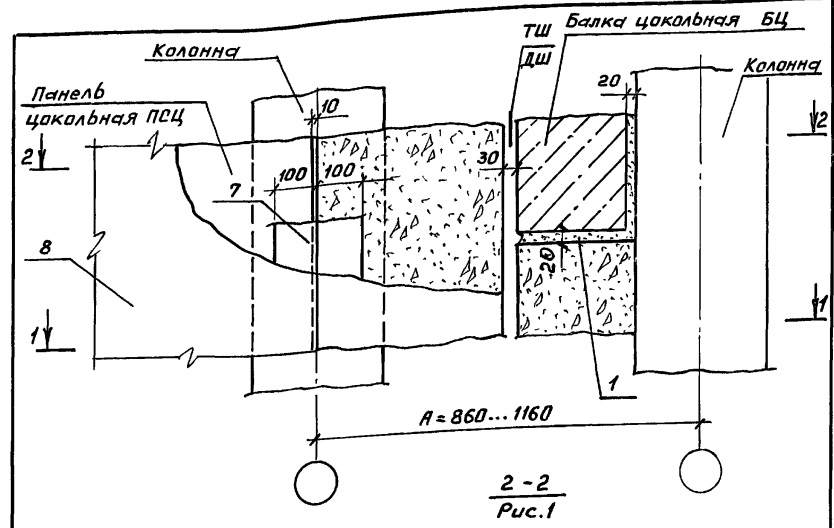 Колонна
Панель
цокольная ПСЦ
ТШ
ДШ
Балка цокольная БЦ
Колонна
10
20
2
2
100
100
30
7
8
20
1
1
1
А = 860...1160
2 - 2
Рис. 1